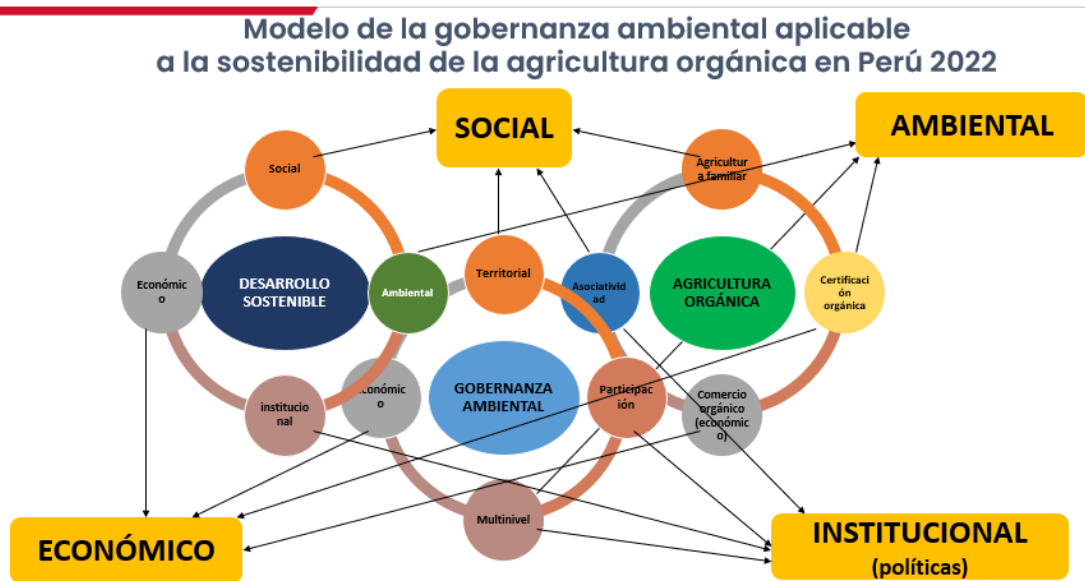 Modelo de la gobernanza ambiental aplicable
a la sostenibilidad de la agricultura orgánica en Perú 2022
SOCIAL
AMBIENTAL
Social
Agricultur
a familiar
Económic
o
DESARROLLO
SOSTENIBLE
Ambiental
Territorial
Asociativid
ad
AGRICULTURA
ORGÁNICA
Certificac
ión
orgánica
institucio
nal
Económic
o
GOBERNANZA
AMBIENTAL
Participac
ión
Comercio
orgánico
(económic
o)
Multinivel
ECONÓMICO
INSTITUCIONAL
(políticas)